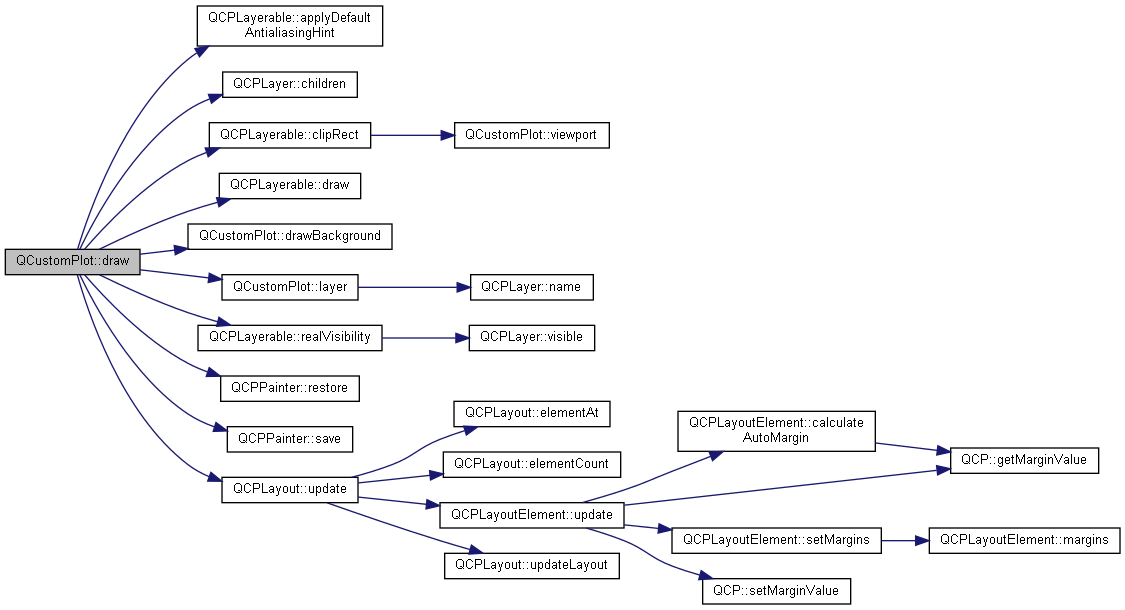 QCPLayerable::applyDefault
AntialiasingHint
QCPLayer::children
QCPLayerable::clipRect
QCustomPlot::viewport
QCPLayerable::draw
QCustomPlot::drawBackground
QCustomPlot::draw
QCustomPlot::layer
QCPLayer::name
QCPLayerable::realVisibility
QCPLayer::visible
QCPPainter::restore
QCPPainter::save
QCPLayout::update
QCPLayout::elementAt
QCPLayout::elementCount
QCPLayoutElement::update
QCPLayout::updateLayout
QCPLayoutElement::calculate
AutoMargin
QCP::getMarginValue
QCPLayoutElement::setMargins
QCPLayoutElement::margins
QCP::setMarginValue